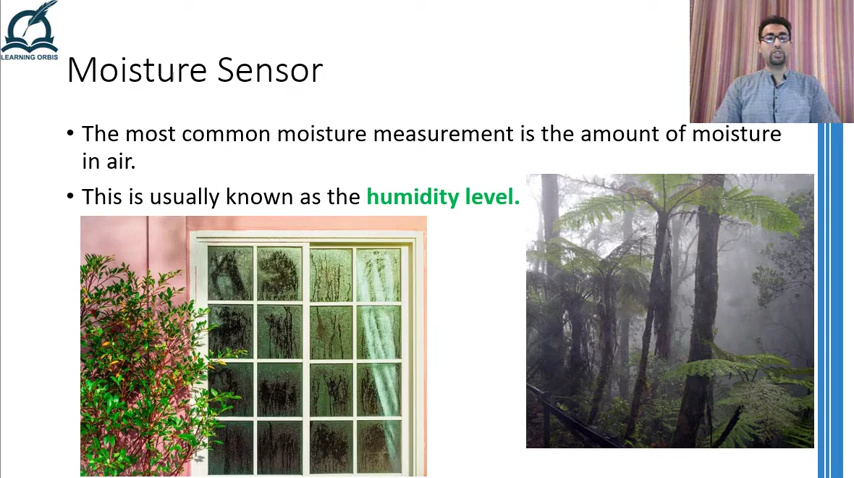 LEARNING ORBIS
Moisture Sensor
• The most common moisture measurement is the amount of moisture
in air.
• This is usually known as the humidity level.